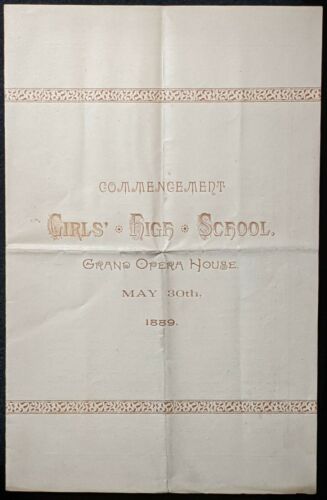 COMMENCEMENT
GIRLS' HIGH SCHOOL,
GRAND OPERA HOUSE.
MAY 30th,
1889.